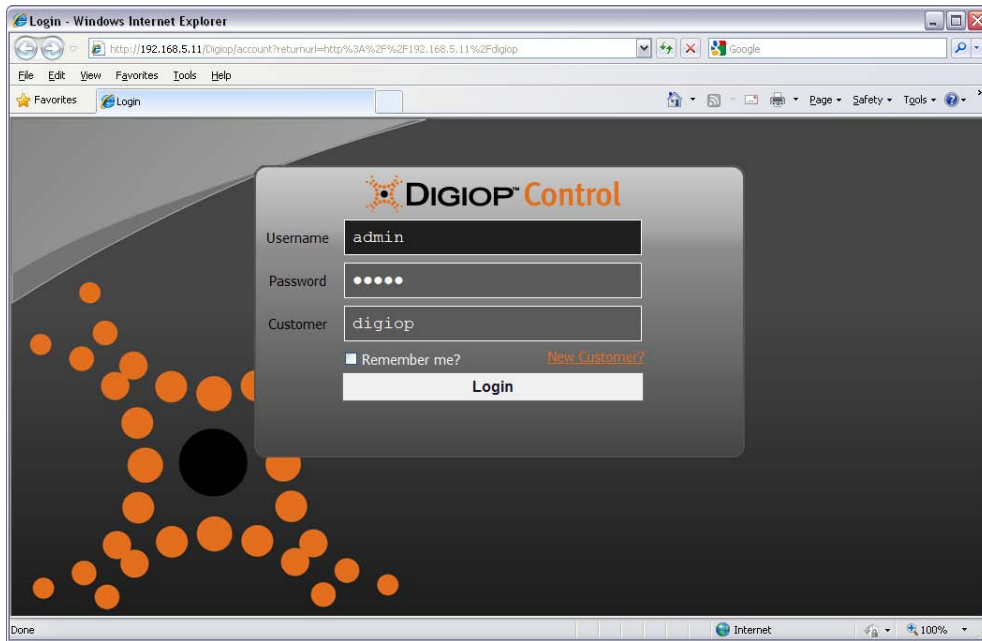 Login - Windows Internet Explorer
http://192.168.5.11/Digiop/account?returnurl=http%3A%2F%2F192.168.5.11%2Fdigiop
Google
File Edit View Favorites Tools Help
Favorites
Login
Page Safety Tools
DIGIOP™ Control
Username
admin
Password
•••••
Customer
digiop
Remember me?
New Customer?
Login
Done
Internet
100%